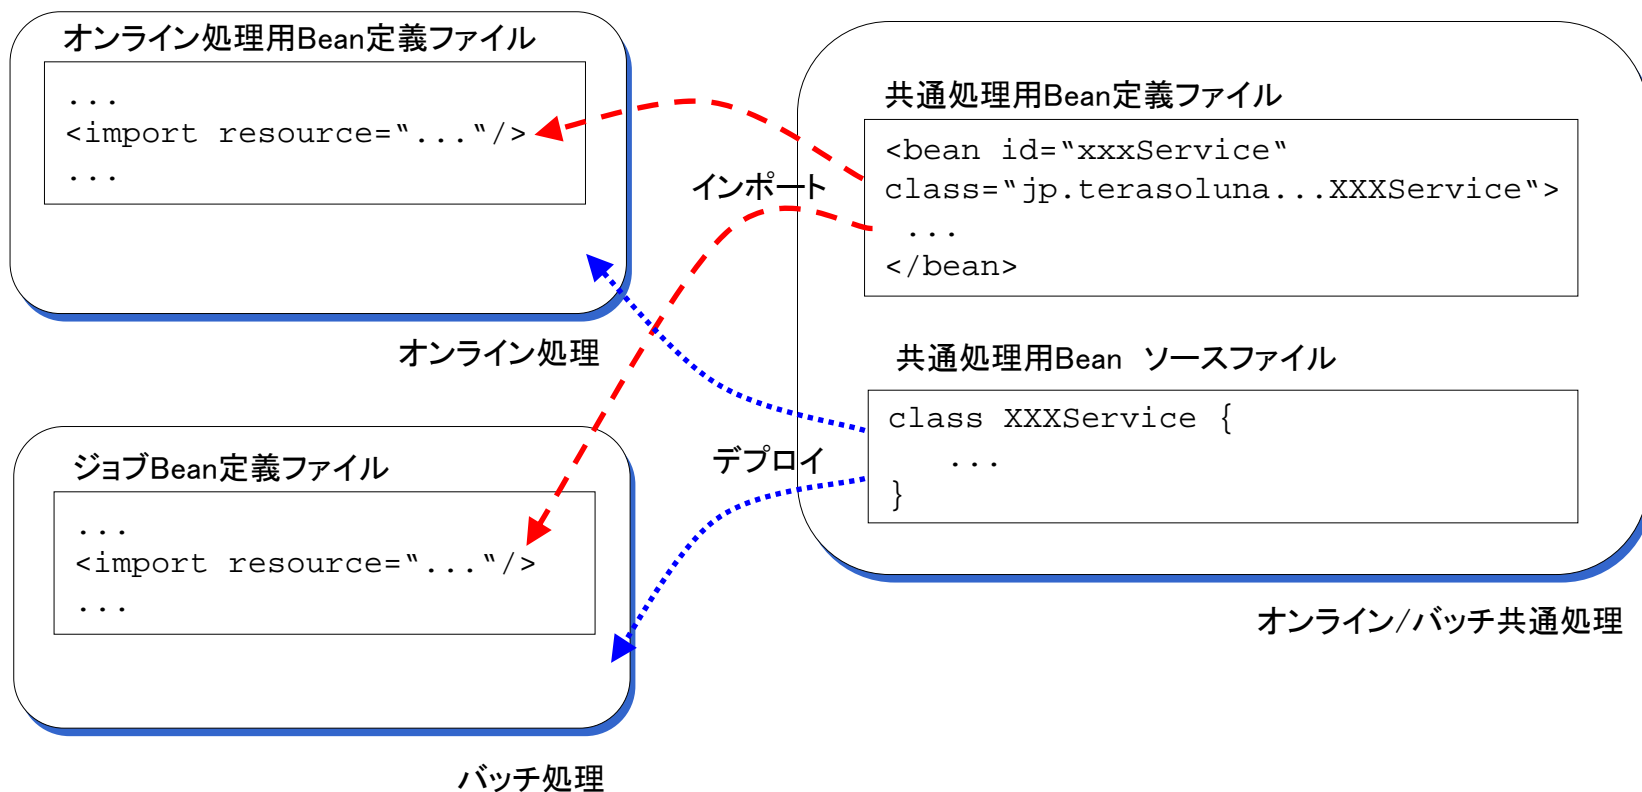 オンライン処理用Bean定義ファイル
...
<import resource=“...“/>
...
オンライン処理
ジョブBean定義ファイル
...
<import resource=“...“/>
...
バッチ処理
インポート
デプロイ
共通処理用Bean定義ファイル
<bean id=“xxxService“
class=“jp.terasoluna...XXXService“>
...
</bean>
共通処理用Bean　ソースファイル
class XXXService {
...
}
オンライン/バッチ共通処理